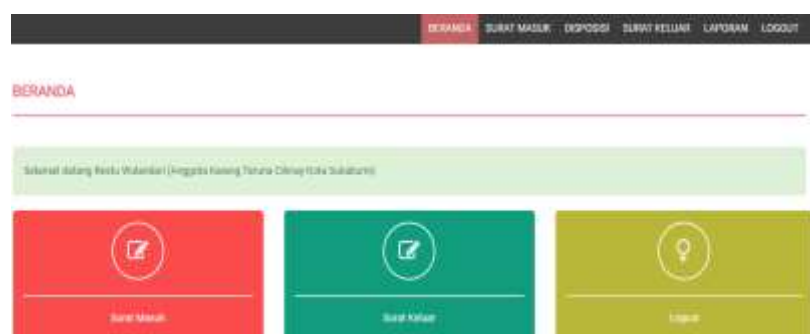 BERANDA SURAT MASUK DISPOSISI SURAT KELUAR LAPORAN LOGOUT
BERANDA
Selamat datang Restu Wulandari (Anggota Karang Taruna Cikiray Kota Sukabumi)
Surat Masuk Surat Keluar Logout